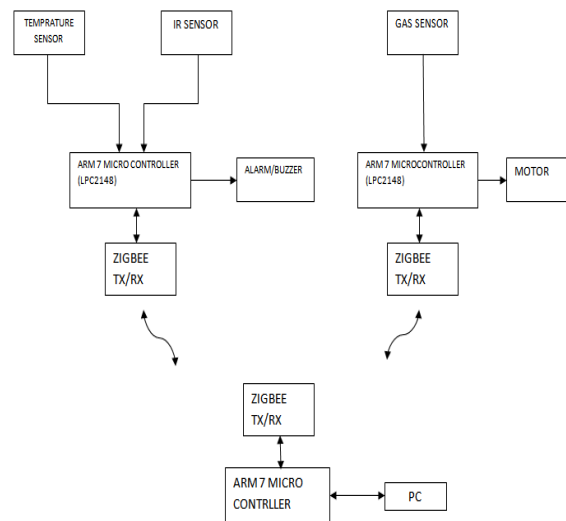 TEMPRATURE
SENSOR
IR SENSOR
GAS SENSOR
ARM 7 MICRO CONTROLLER
(LPC2148)
ALARM/BUZZER
ARM 7 MICROCONTROLLER
(LPC2148)
MOTOR
ZIGBEE
TX/RX
ZIGBEE
TX/RX
ZIGBEE
TX/RX
ARM 7 MICRO
CONTRLLER
PC